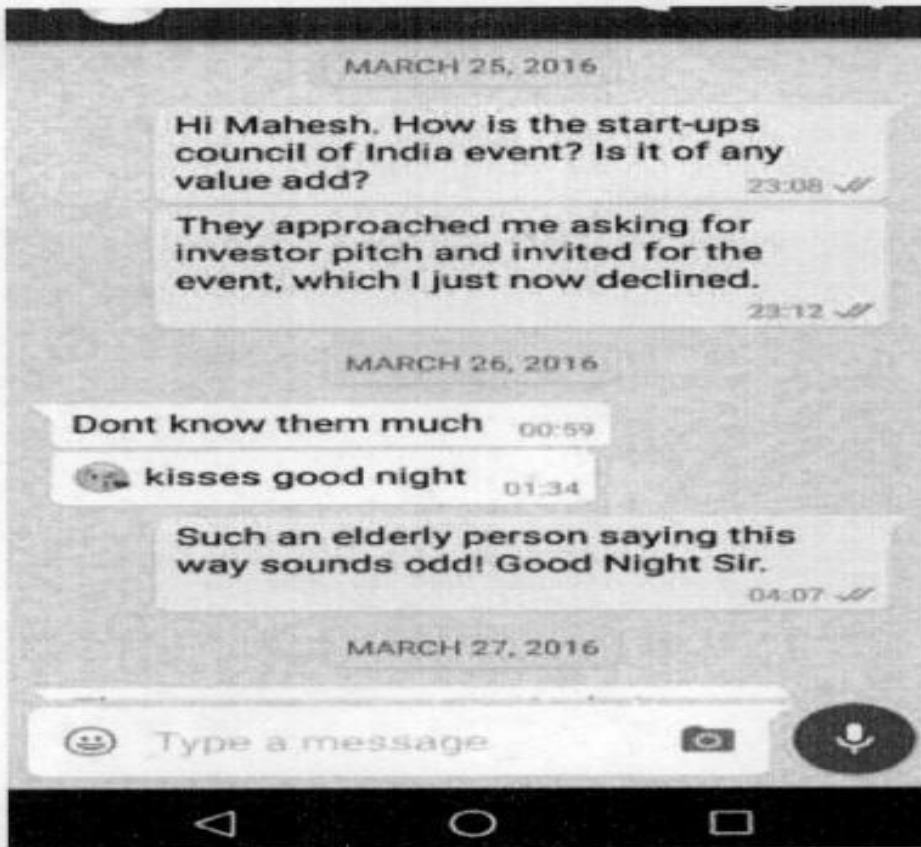 MARCH 25, 2016
Hi Mahesh. How is the start-ups
council of India event? Is it of any
value add?
23:08
They approached me asking for
investor pitch and invited for the
event, which I just now declined.
23:12
MARCH 26, 2016
Dont know them much 00:59
kisses good night 01:34
Such an elderly person saying this
way sounds odd! Good Night Sir.
04:07
MARCH 27, 2016
Type a message